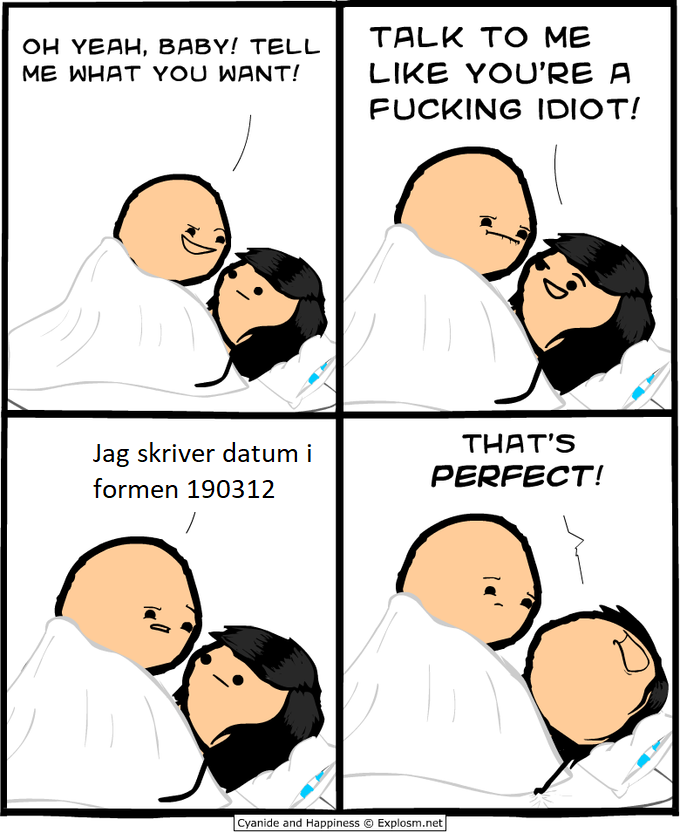 OH YEAH, BABY! TELL
ME WHAT YOU WANT!
TALK TO ME
LIKE YOU'RE A
FUCKING IDIOT!
Jag skriver datum i
formen 190312
THAT'S
PERFECT!
Cyanide and Happiness © Explosm.net